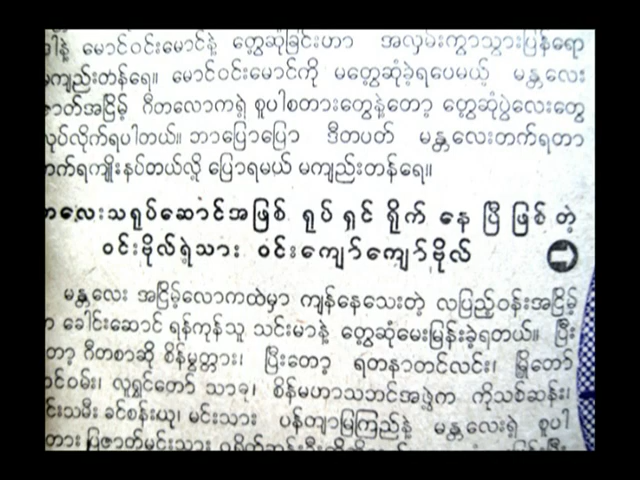 မောင်ဝင်းမောင်နဲ့ တွေ့ဆုံခြင်းဟာ အလှမ်းကွာသွားပြန်ရော
မကျည်းတန်ရေ။ မောင်ဝင်းမောင်ကို မတွေ့ဆုံခဲ့ရပေမယ့် မန္တလေး
ဇာတ်အငြိမ့် ဂီတလောကရဲ့ စူပါစတားတွေနဲ့တော့ တွေ့ဆုံပွဲလေးတွေ
လုပ်လိုက်ရပါတယ်။ ဘာပြောပြော ဒီတပတ် မန္တလေးတက်ရတာ
တက်ရကျိုးနပ်တယ်လို့ ပြောရမယ် မကျည်းတန်ရေ။
ကလေးသရုပ်ဆောင်အဖြစ် ရုပ်ရှင်ရိုက်နေပြီဖြစ်တဲ့
ဝင်းဗိုလ်ရဲ့သား ဝင်းကျော်ကျော်ဗိုလ်
မန္တလေး အငြိမ့်လောကထဲမှာ ကျန်နေသေးတဲ့ လပြည့်ဝန်းအငြိမ့်
က ခေါင်းဆောင် ရန်ကုန်သူ သင်းမာနဲ့ တွေ့ဆုံမေးမြန်းခဲ့ရတယ်။ ပြီး
တော့ ဂီတစာဆို စိန်မွတ္တား၊ ပြီးတော့ ရတနာတင်လင်း၊ မြို့တော်
တင်ဝမ်း၊ လူရွှင်တော် သာခု၊ စိန်မဟာသဘင်အဖွဲ့က ကိုသစ်ဆန်း၊
မင်းသမီး ခင်စန်းယု၊ မင်းသား ပန်တျာမြကြည်နဲ့ မန္တလေးရဲ့ စူပါ
စတား ပြဇာတ်မင်းသား